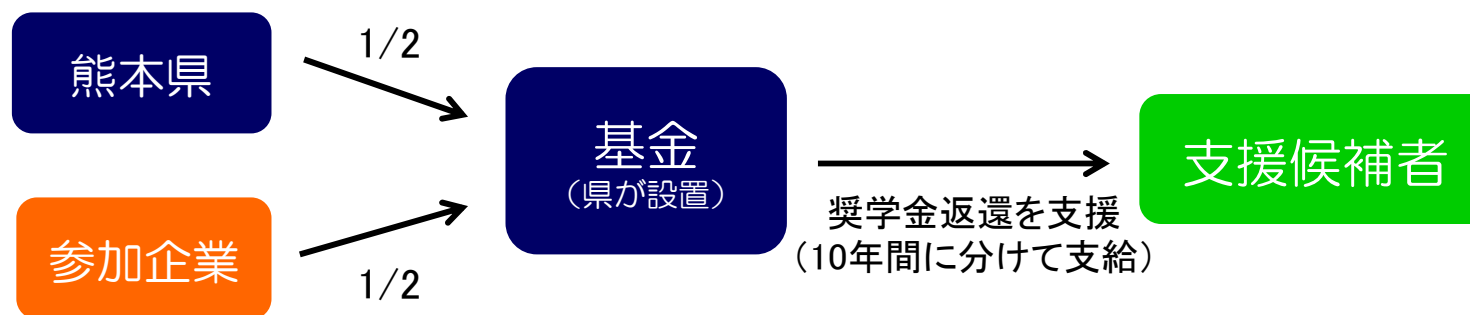 熊本県
1/2
参加企業
1/2
基金
（県が設置）
奨学金返還を支援
（10年間に分けて支給）
支援候補者